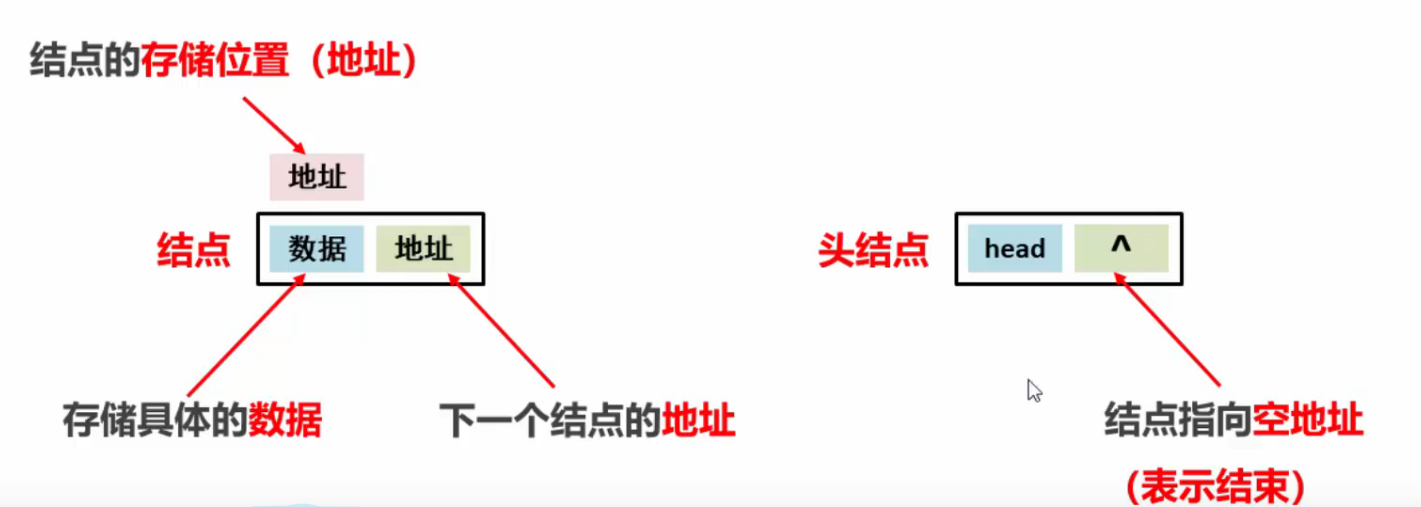 结点的存储位置（地址）
地址
结点
数据
地址
头结点
head
^
存储具体的数据
下一个结点的地址
结点指向空地址
（表示结束）